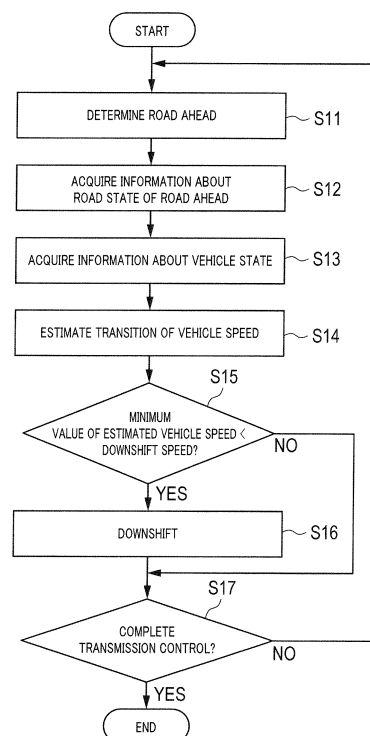 START
DETERMINE ROAD AHEAD
S11
ACQUIRE INFORMATION ABOUT
ROAD STATE OF ROAD AHEAD
S12
ACQUIRE INFORMATION ABOUT VEHICLE STATE
S13
ESTIMATE TRANSITION OF VEHICLE SPEED
S14
S15
MINIMUM
VALUE OF ESTIMATED VEHICLE SPEED <
DOWNSHIFT SPEED?
NO
YES
DOWNSHIFT
S16
S17
COMPLETE
TRANSMISSION CONTROL?
NO
YES
END